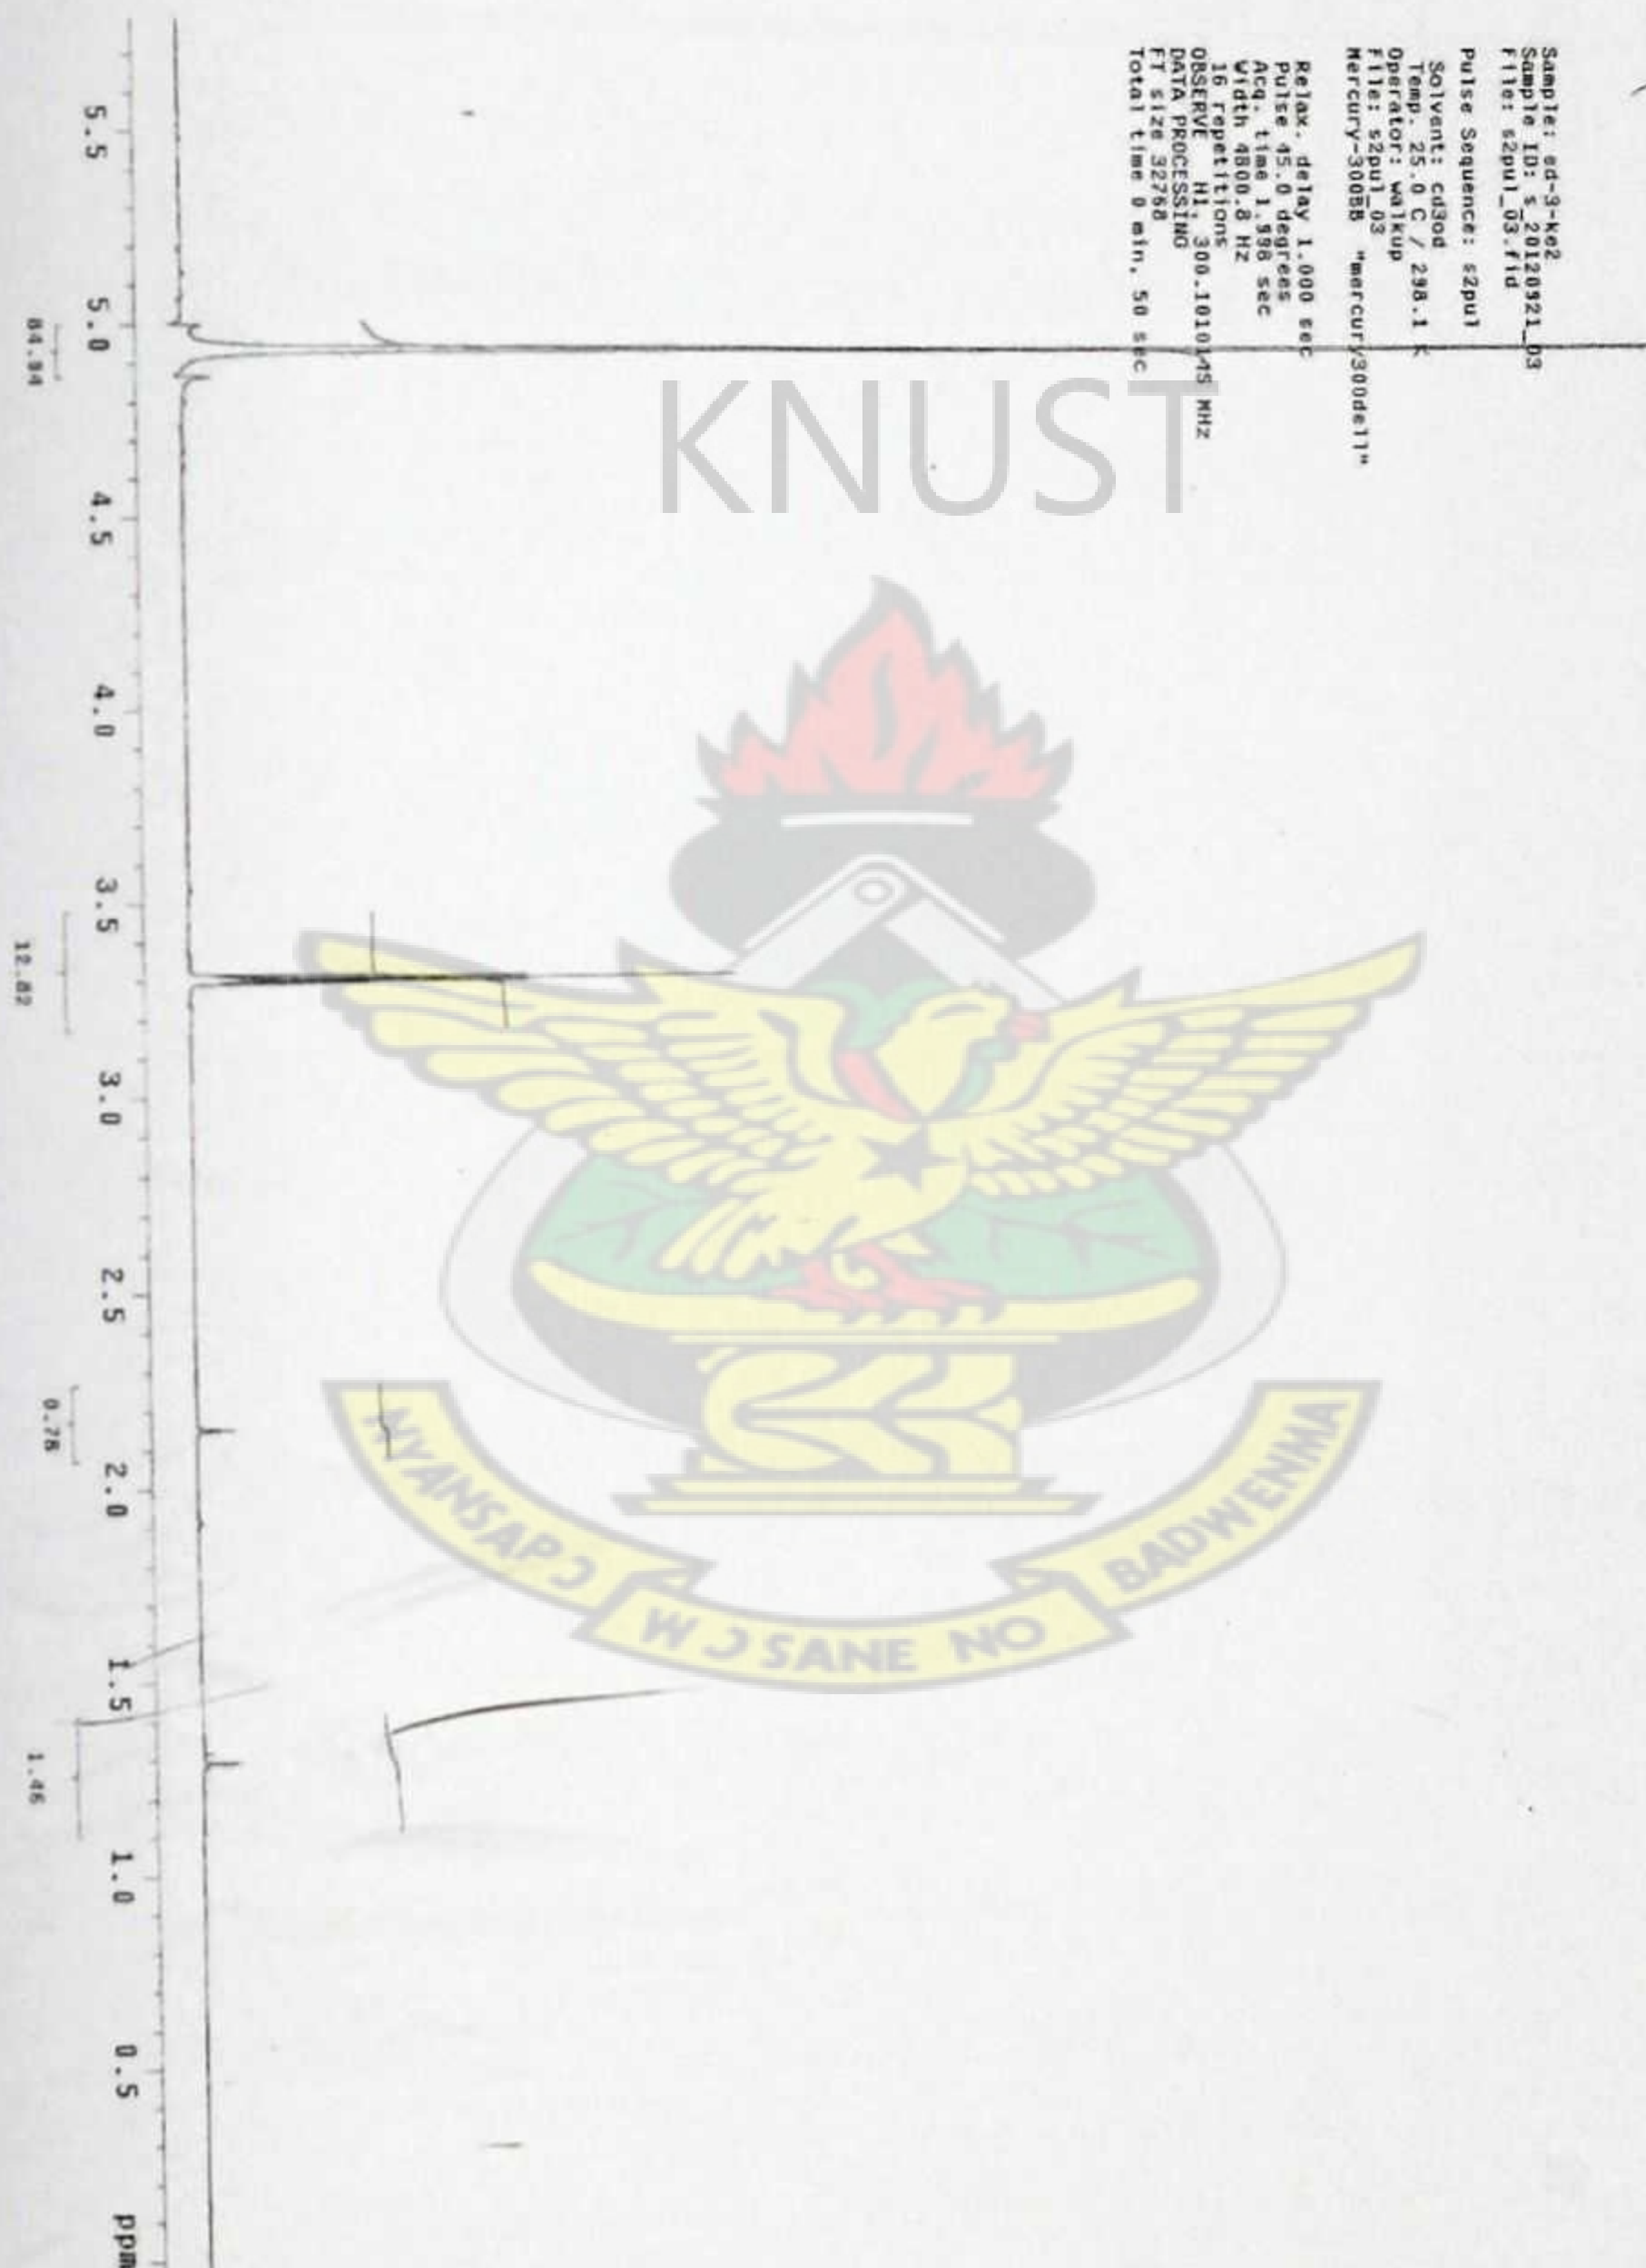 Sample: ed-9-ke2
Sample ID: s_20120921_03
File: s2pul_03.fid
Pulse Sequence: s2pul
Solvent: cd3od
Temp. 25.0 C / 298.1 K
Operator: walkup
File: s2pul_03
Mercury-300BB "mercury300dell"
Relax. delay 1.000 sec
Pulse 45.0 degrees
Acq. time 1.998 sec
Width 4800.8 Hz
16 repetitions
OBSERVE H1, 300.1010145 MHz
DATA PROCESSING
FT size 32768
Total time 0 min, 50 sec
KNUST
NYANSAPƆ
WƆSANE NO
BADWENMA
5.5 5.0 4.5 4.0 3.5 3.0 2.5 2.0 1.5 1.0 0.5 ppm
84.94 12.82 0.78 1.46